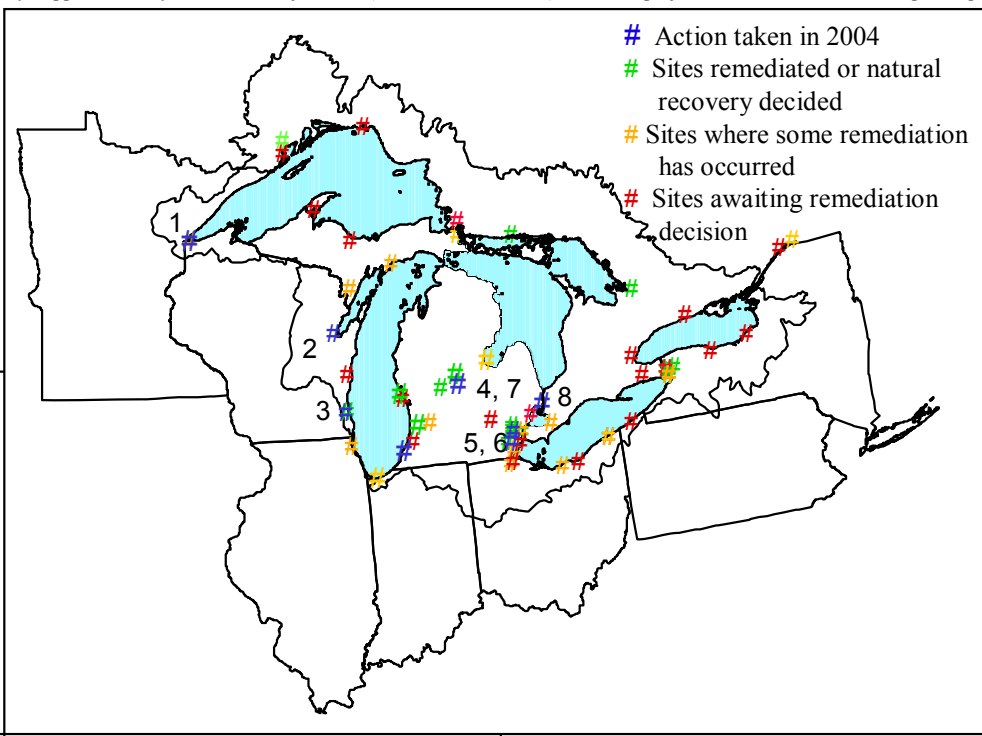 # Action taken in 2004
# Sites remediated or natural
recovery decided
# Sites where some remediation
has occurred
# Sites awaiting remediation
decision
1
2
3
4, 7
8
5, 6